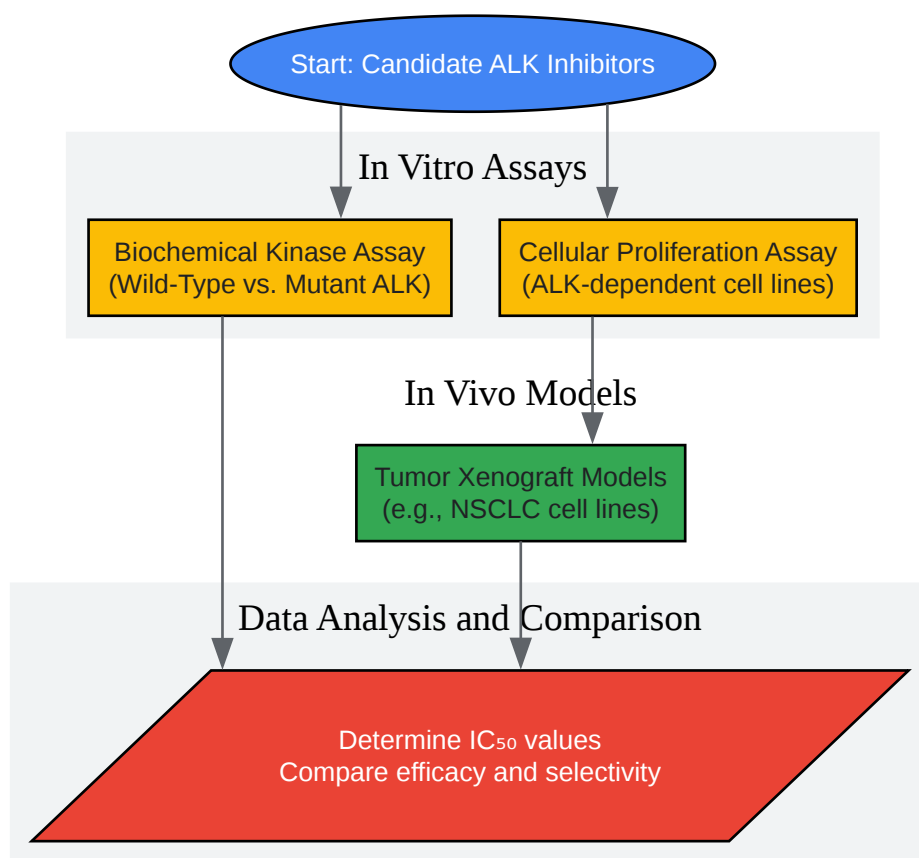 Start: Candidate ALK Inhibitors
In Vitro Assays
Biochemical Kinase Assay
(Wild-Type vs. Mutant ALK)
Cellular Proliferation Assay
(ALK-dependent cell lines)
In Vivo Models
Tumor Xenograft Models
(e.g., NSCLC cell lines)
Data Analysis and Comparison
Determine IC₅₀ values
Compare efficacy and selectivity